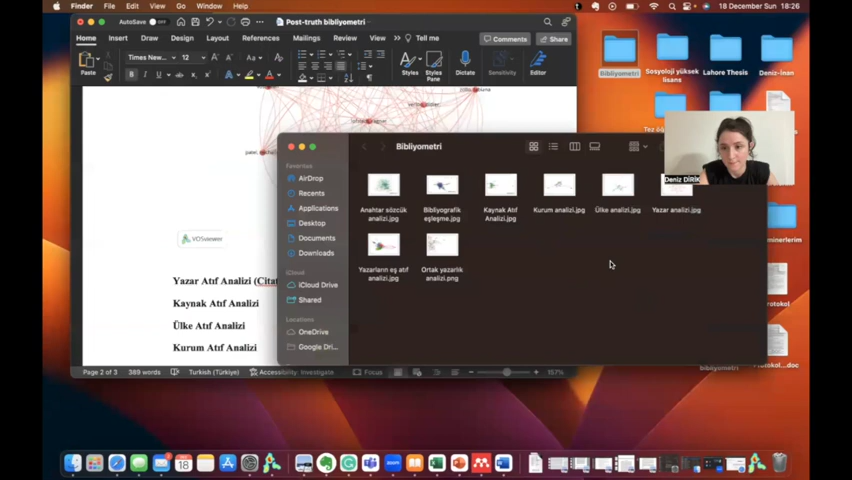 Finder File Edit View Go Window Help
18 December Sun 18:26
AutoSave OFF
Post-truth bibliyometri
Home Insert Draw Design Layout References Mailings Review View Tell me
Comments Share
Times New... 12
Paste
Styles
Styles Pane
Dictate
Sensitivity
Editor
VOSviewer
Yazar Atıf Analizi (Citat
Kaynak Atıf Analizi
Ülke Atıf Analizi
Kurum Atıf Analizi
Page 2 of 3 389 words Turkish (Türkiye) Accessibility: Investigate Focus 157%
Bibliyometri
Favorites
AirDrop
Recents
Applications
Desktop
Documents
Downloads
iCloud
iCloud Drive
Shared
Locations
OneDrive
Google Dri...
Anahtar sözcük analizi.jpg
Bibliyografik eşleşme.jpg
Kaynak Atıf Analizi.jpg
Kurum analizi.jpg
Ülke analizi.jpg
Yazar analizi.jpg
Yazarların eş atıf analizi.jpg
Ortak yazarlık analizi.png
Bibliyometri
Sosyoloji yüksek lisans
Lahore Thesis
Deniz-İnan
Deniz DİRİK
bibliyometri